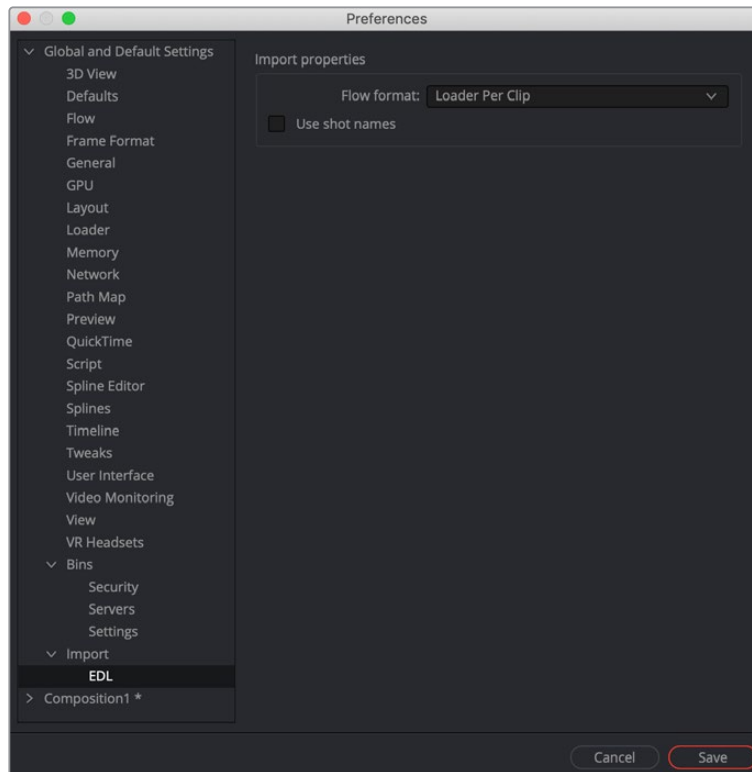 Preferences
Global and Default Settings
3D View
Defaults
Flow
Frame Format
General
GPU
Layout
Loader
Memory
Network
Path Map
Preview
QuickTime
Script
Spline Editor
Splines
Timeline
Tweaks
User Interface
Video Monitoring
View
VR Headsets
Bins
Security
Servers
Settings
Import
EDL
Composition1 *
Import properties
Flow format: Loader Per Clip
Use shot names
Cancel Save